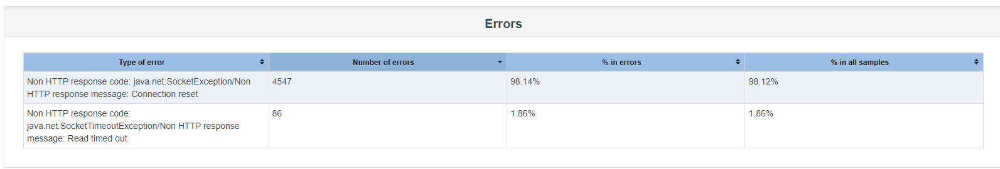 Errors
Type of error Number of errors % in errors % in all samples
Non HTTP response code: java.net.SocketException/Non 4547 98.14% 98.12%
HTTP response message: Connection reset
Non HTTP response code: 86 1.86% 1.86%
java.net.SocketTimeoutException/Non HTTP response
message: Read timed out